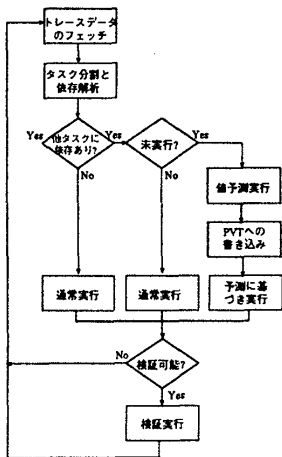 トレースデータ
のフェッチ
タスク分割と
依存解析
Yes
他タスクに
依存あり?
Yes
未実行?
Yes
No
No
値予測実行
PVTへの
書き込み
通常実行
通常実行
予測に基
づき実行
No
検証可能?
Yes
検証実行